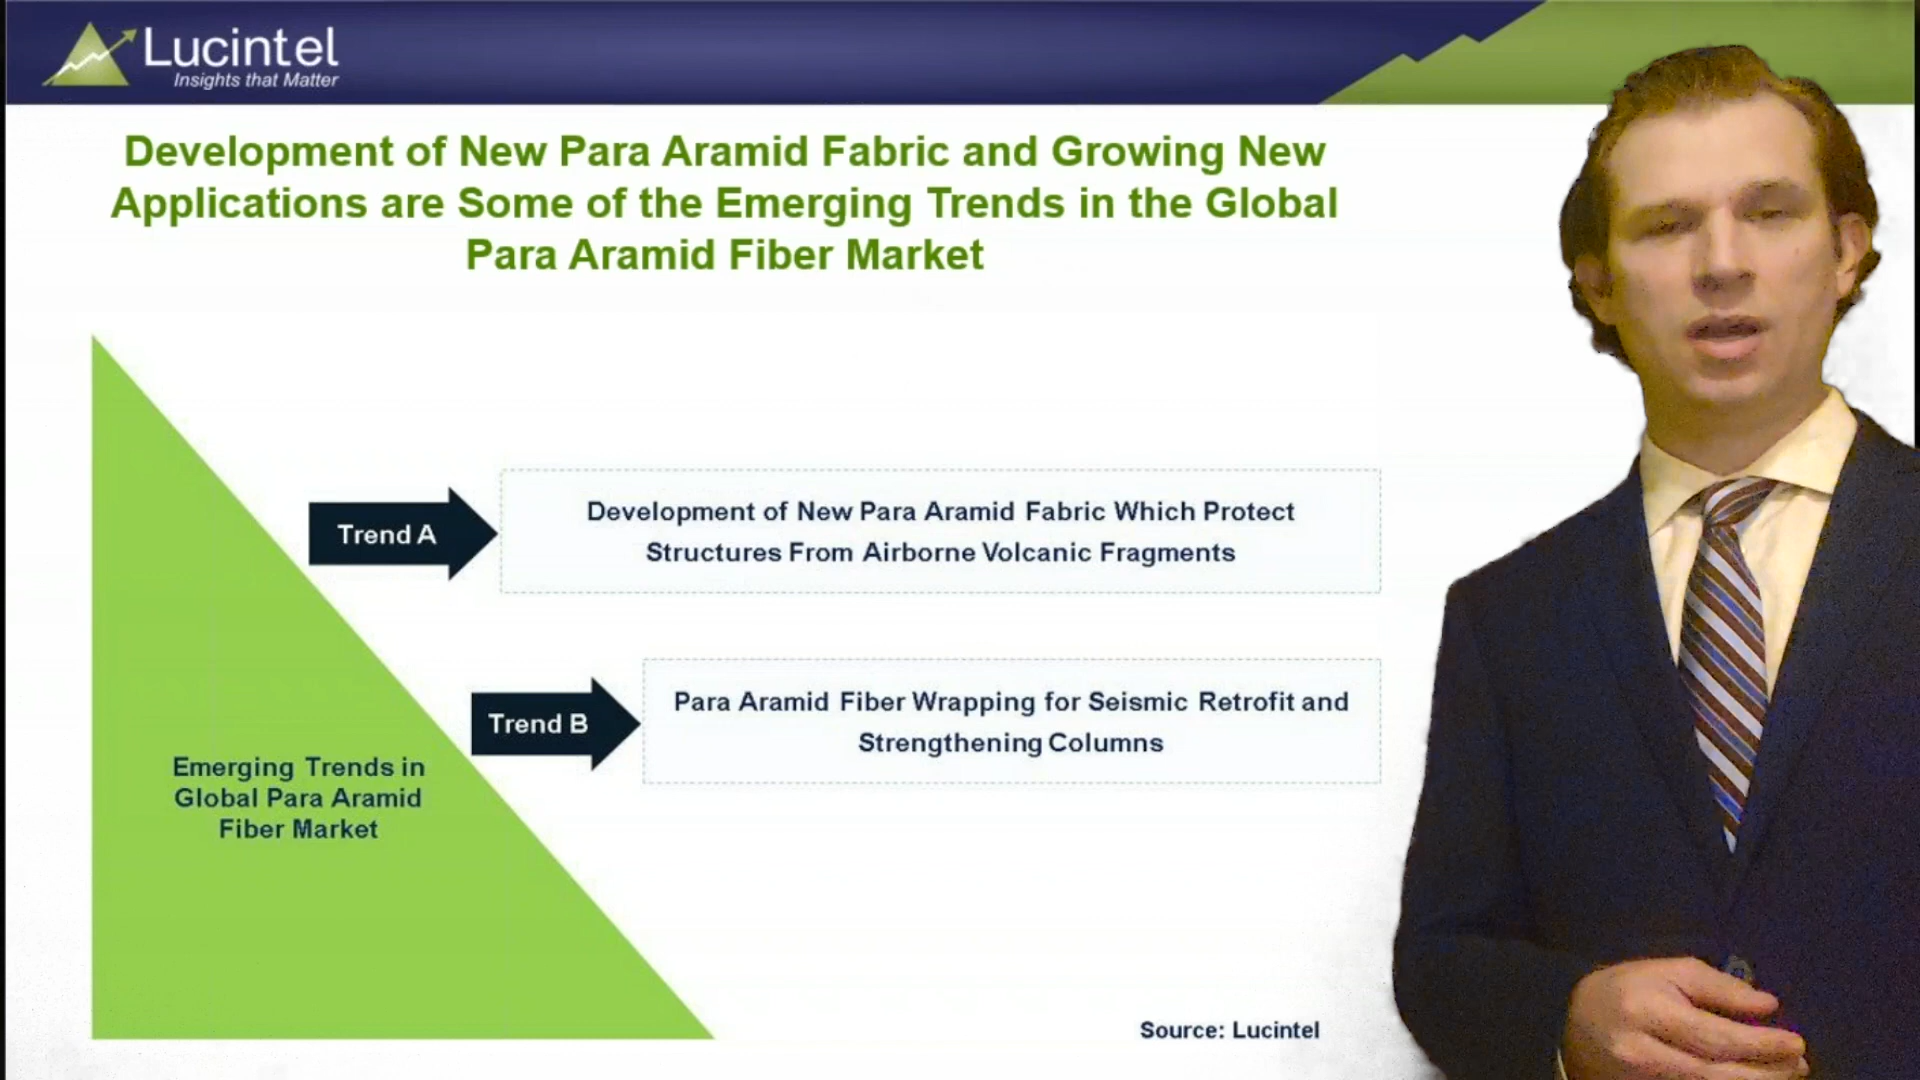 Lucintel
Insights that Matter
Development of New Para Aramid Fabric and Growing New
Applications are Some of the Emerging Trends in the Global
Para Aramid Fiber Market
Trend A
Development of New Para Aramid Fabric Which Protect
Structures From Airborne Volcanic Fragments
Trend B
Para Aramid Fiber Wrapping for Seismic Retrofit and
Strengthening Columns
Emerging Trends in
Global Para Aramid
Fiber Market
Source: Lucintel